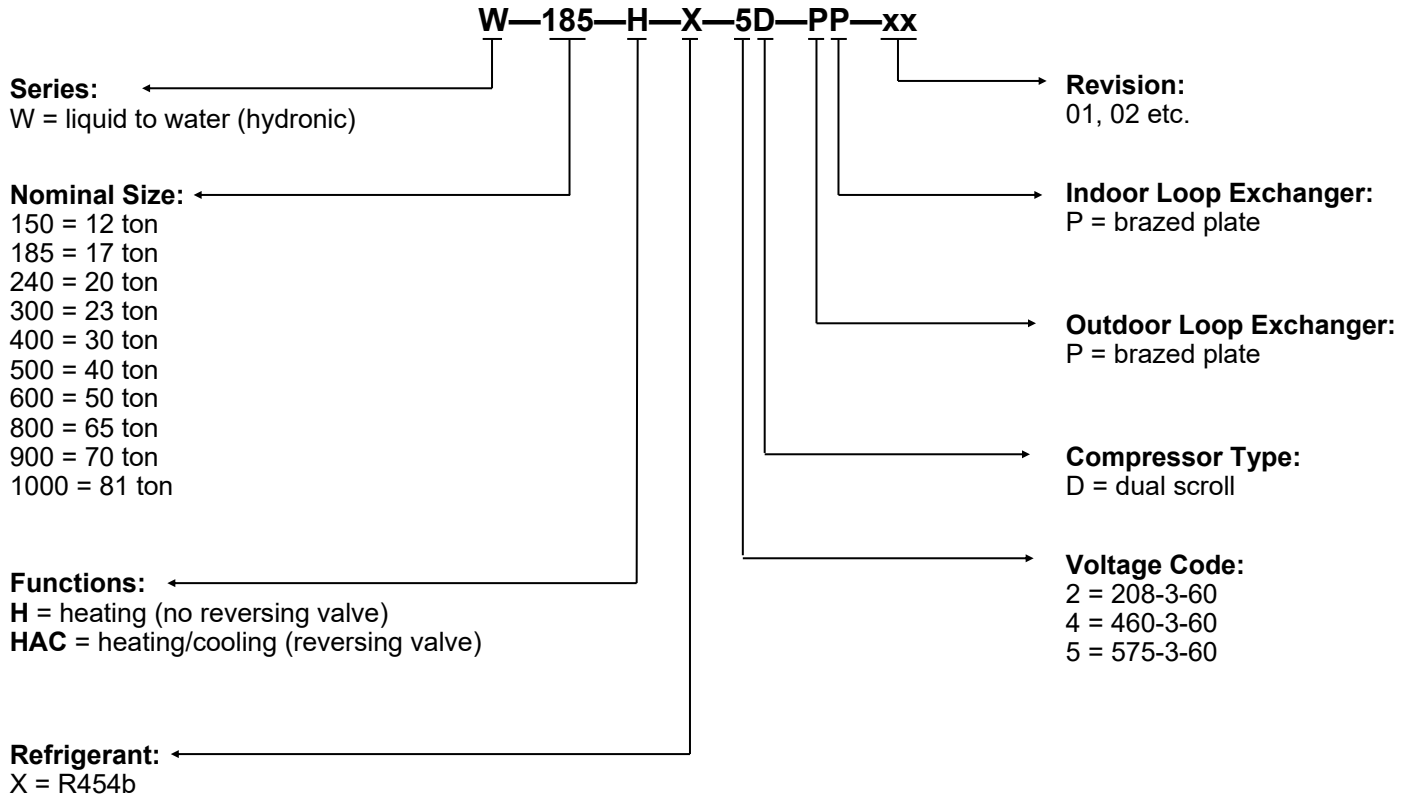 W—185—H—X—5D—PP—xx
Series:
W = liquid to water (hydronic)
Nominal Size:
150 = 12 ton
185 = 17 ton
240 = 20 ton
300 = 23 ton
400 = 30 ton
500 = 40 ton
600 = 50 ton
800 = 65 ton
900 = 70 ton
1000 = 81 ton
Functions:
H = heating (no reversing valve)
HAC = heating/cooling (reversing valve)
Refrigerant:
X = R454b
Revision:
01, 02 etc.
Indoor Loop Exchanger:
P = brazed plate
Outdoor Loop Exchanger:
P = brazed plate
Compressor Type:
D = dual scroll
Voltage Code:
2 = 208-3-60
4 = 460-3-60
5 = 575-3-60